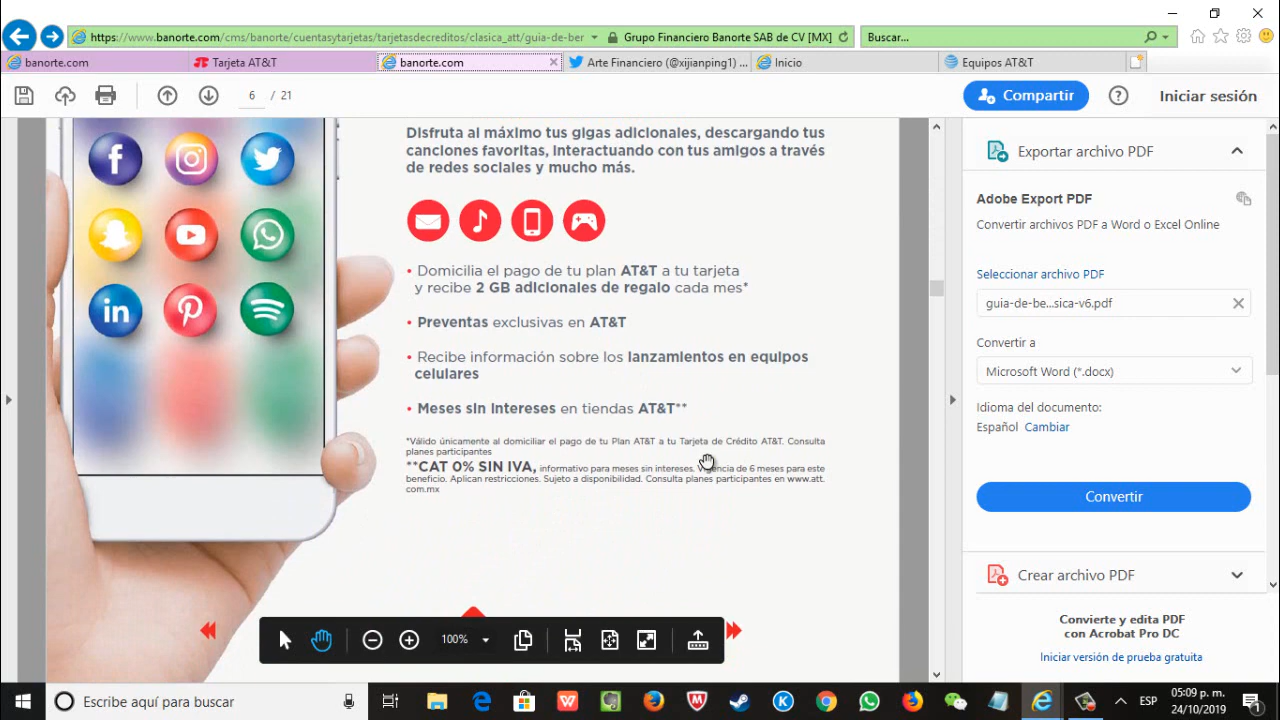 https://www.banorte.com/cms/banorte/cuentasytarjetas/tarjetasdecreditos/clasica_att/guia-de-ber
Grupo Financiero Banorte SAB de CV [MX]
Buscar...
banorte.com
Tarjeta AT&T
banorte.com
Arte Financiero (@xijianping1) ...
Inicio
Equipos AT&T
6 / 21
Compartir
Iniciar sesión
Disfruta al máximo tus gigas adicionales, descargando tus
canciones favoritas, interactuando con tus amigos a través
de redes sociales y mucho más.
• Domicilia el pago de tu plan AT&T a tu tarjeta
y recibe 2 GB adicionales de regalo cada mes*
• Preventas exclusivas en AT&T
• Recibe información sobre los lanzamientos en equipos
celulares
• Meses sin intereses en tiendas AT&T**
*Válido únicamente al domiciliar el pago de tu Plan AT&T a tu Tarjeta de Crédito AT&T. Consulta
planes participantes
**CAT 0% SIN IVA, informativo para meses sin intereses. Vigencia de 6 meses para este
beneficio. Aplican restricciones. Sujeto a disponibilidad. Consulta planes participantes en www.att.
com.mx
100%
Exportar archivo PDF
Adobe Export PDF
Convertir archivos PDF a Word o Excel Online
Seleccionar archivo PDF
guia-de-be...sica-v6.pdf
Convertir a
Microsoft Word (*.docx)
Idioma del documento:
Español Cambiar
Convertir
Crear archivo PDF
Convierte y edita PDF
con Acrobat Pro DC
Iniciar versión de prueba gratuita
Escribe aquí para buscar
ESP
05:09 p. m.
24/10/2019